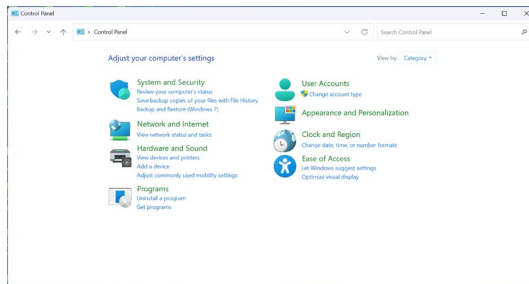 Control Panel
Control Panel
Search Control Panel
Adjust your computer's settings
View by: Category
System and Security
Review your computer's status
Save backup copies of your files with File History
Backup and Restore (Windows 7)
Network and Internet
View network status and tasks
Hardware and Sound
View devices and printers
Add a device
Adjust commonly used mobility settings
Programs
Uninstall a program
Get programs
User Accounts
Change account type
Appearance and Personalization
Clock and Region
Change date, time, or number formats
Ease of Access
Let Windows suggest settings
Optimize visual display